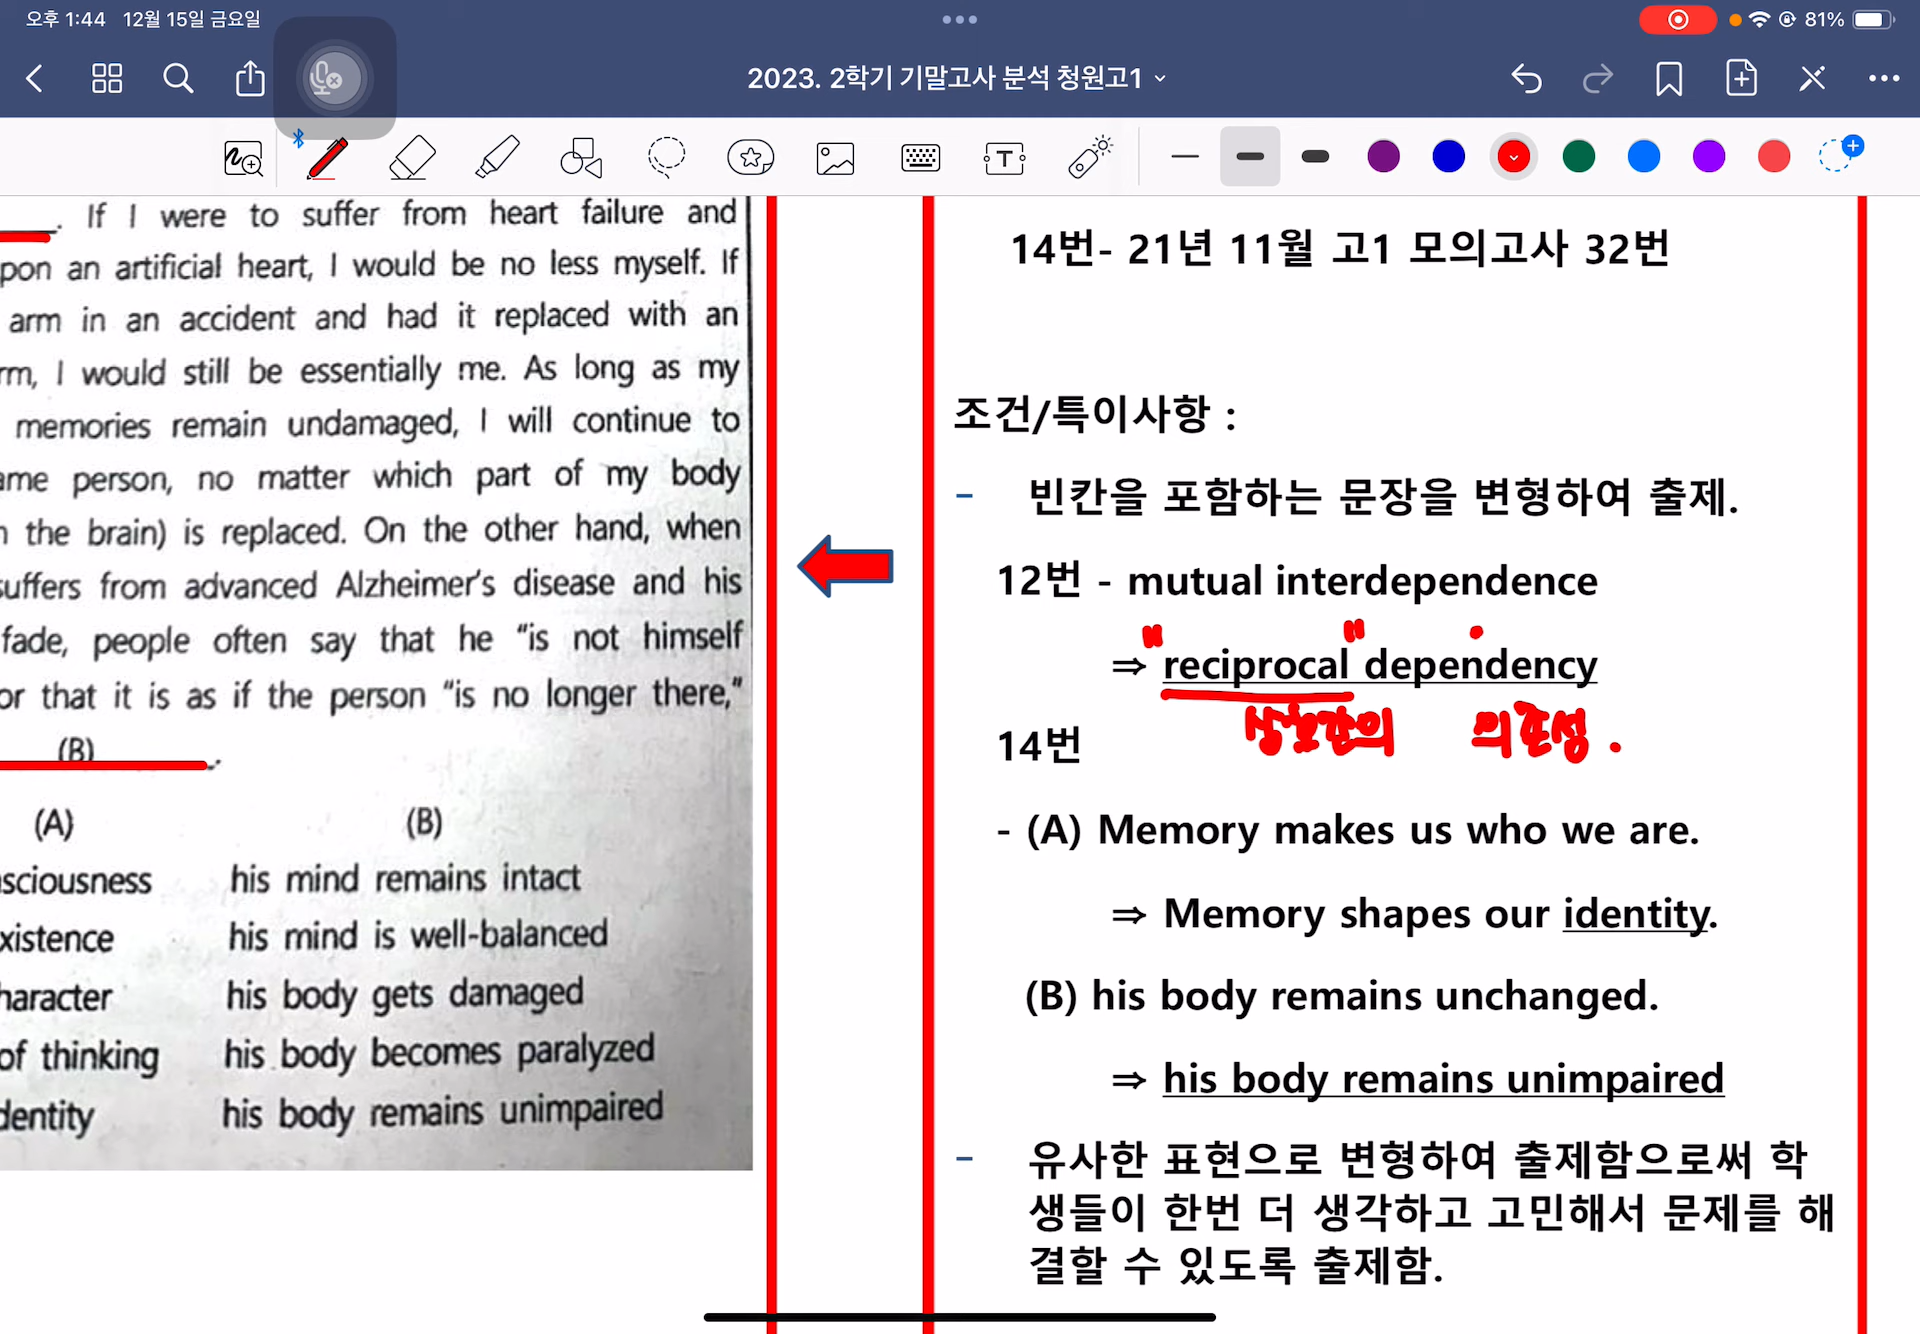 오후 1:44 12월 15일 금요일
81%
2023. 2학기 기말고사 분석 청원고1
. If I were to suffer from heart failure and
pon an artificial heart, I would be no less myself. If
arm in an accident and had it replaced with an
rm, I would still be essentially me. As long as my
memories remain undamaged, I will continue to
ame person, no matter which part of my body
n the brain) is replaced. On the other hand, when
suffers from advanced Alzheimer's disease and his
fade, people often say that he "is not himself
or that it is as if the person "is no longer there,"
(B)
(A) (B)
sciousness his mind remains intact
xistence his mind is well-balanced
haracter his body gets damaged
of thinking his body becomes paralyzed
dentity his body remains unimpaired
14번- 21년 11월 고1 모의고사 32번
조건/특이사항 :
- 빈칸을 포함하는 문장을 변형하여 출제.
12번 - mutual interdependence
" "
⇒ reciprocal dependency
상호간의 의존성.
14번
- (A) Memory makes us who we are.
⇒ Memory shapes our identity.
(B) his body remains unchanged.
⇒ his body remains unimpaired
- 유사한 표현으로 변형하여 출제함으로써 학
생들이 한번 더 생각하고 고민해서 문제를 해
결할 수 있도록 출제함.